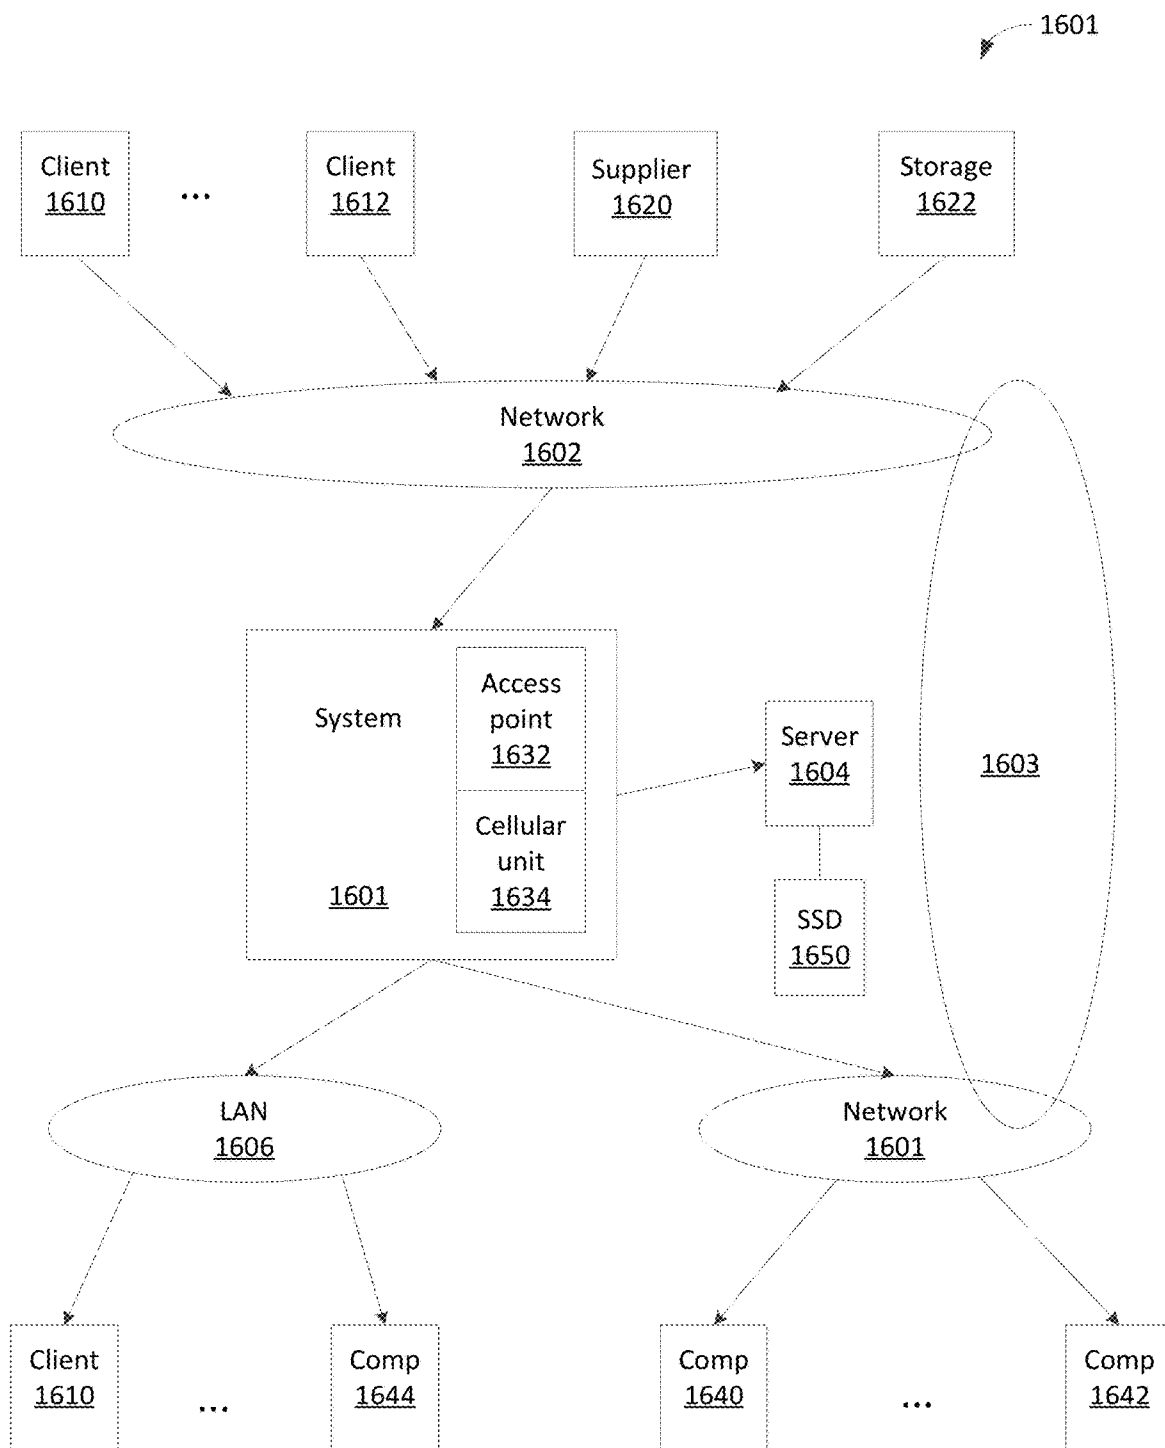 1601
Client
1610
...
Client
1612
Supplier
1620
Storage
1622
Network
1602
System
1601
Access
point
1632
Cellular
unit
1634
Server
1604
SSD
1650
1603
LAN
1606
Network
1601
Client
1610
...
Comp
1644
Comp
1640
...
Comp
1642